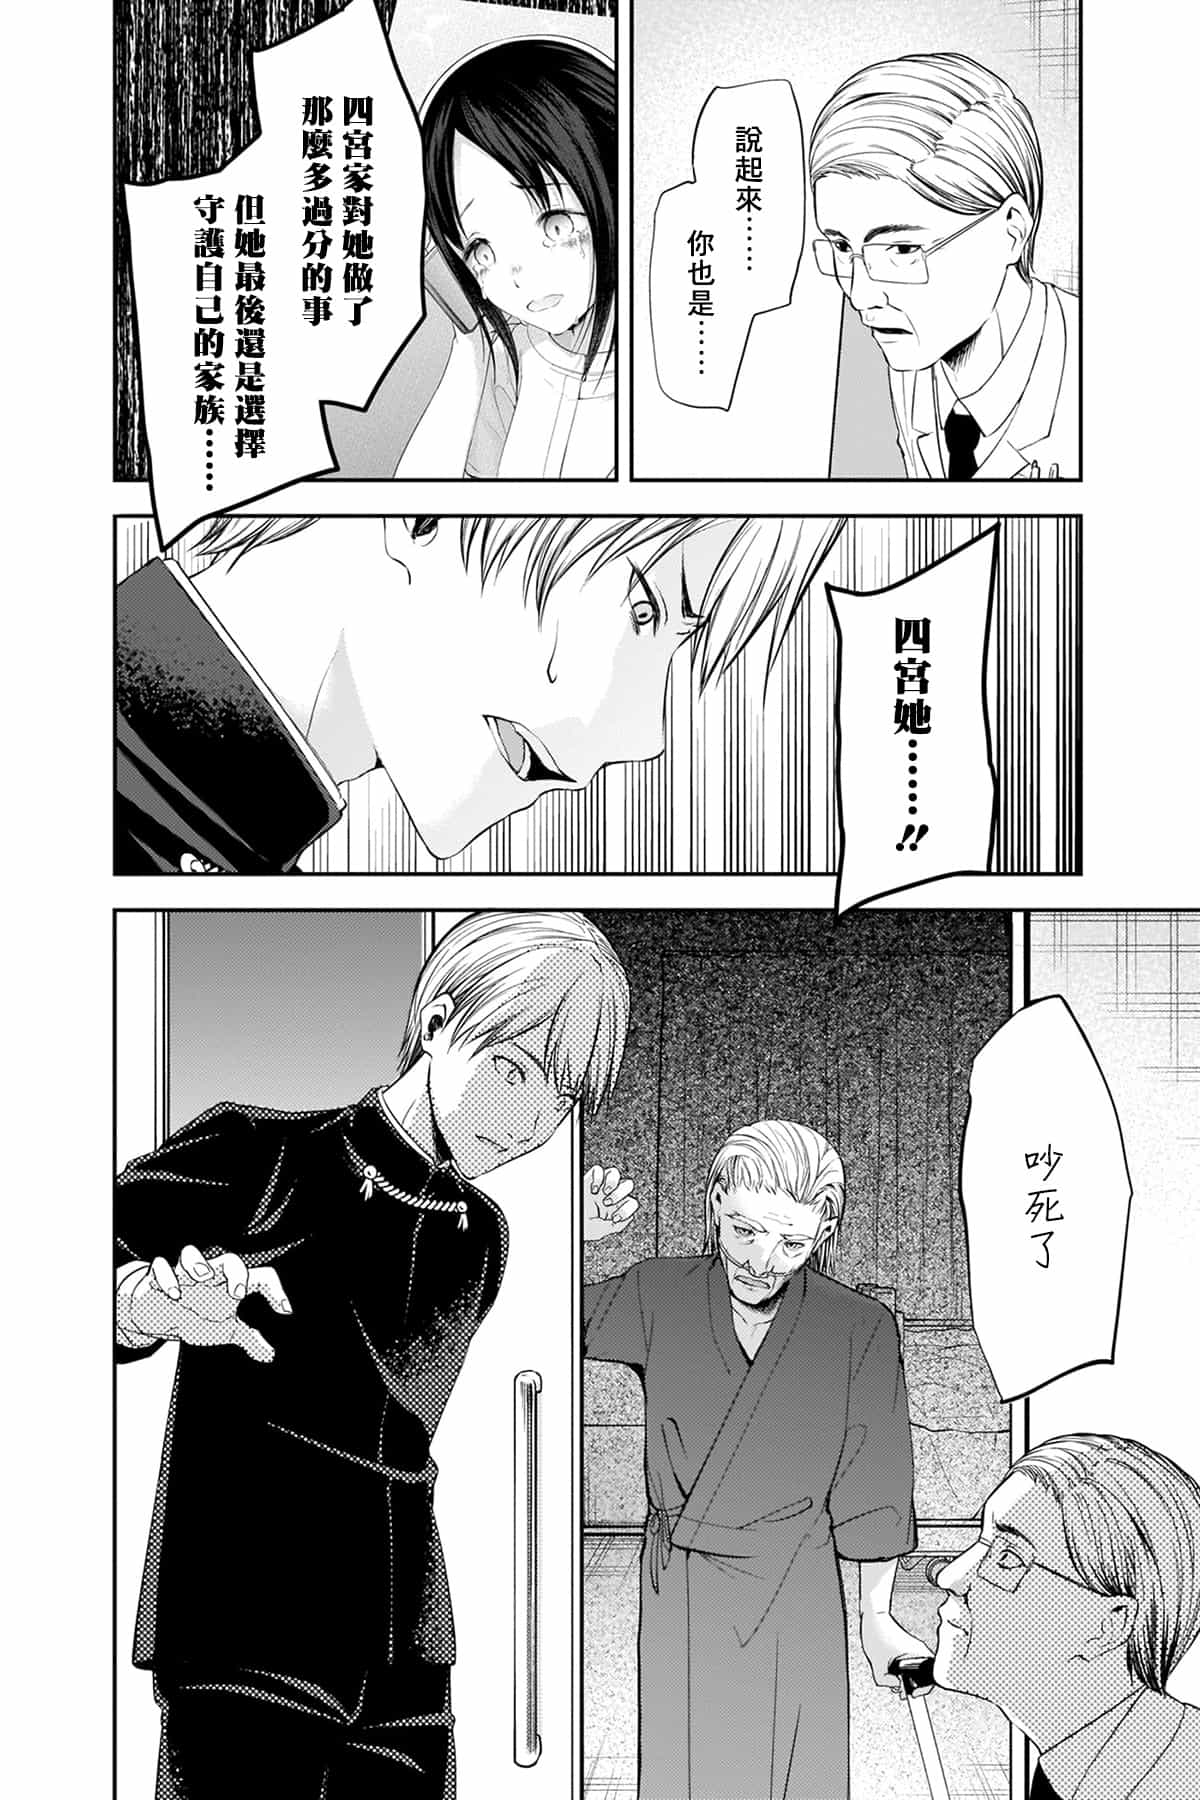 說起來……
你也是……
四宮家對她做了
那麼多過分的事
但她最後還是選擇
守護自己的家族……
四宮她……!!
吵死了